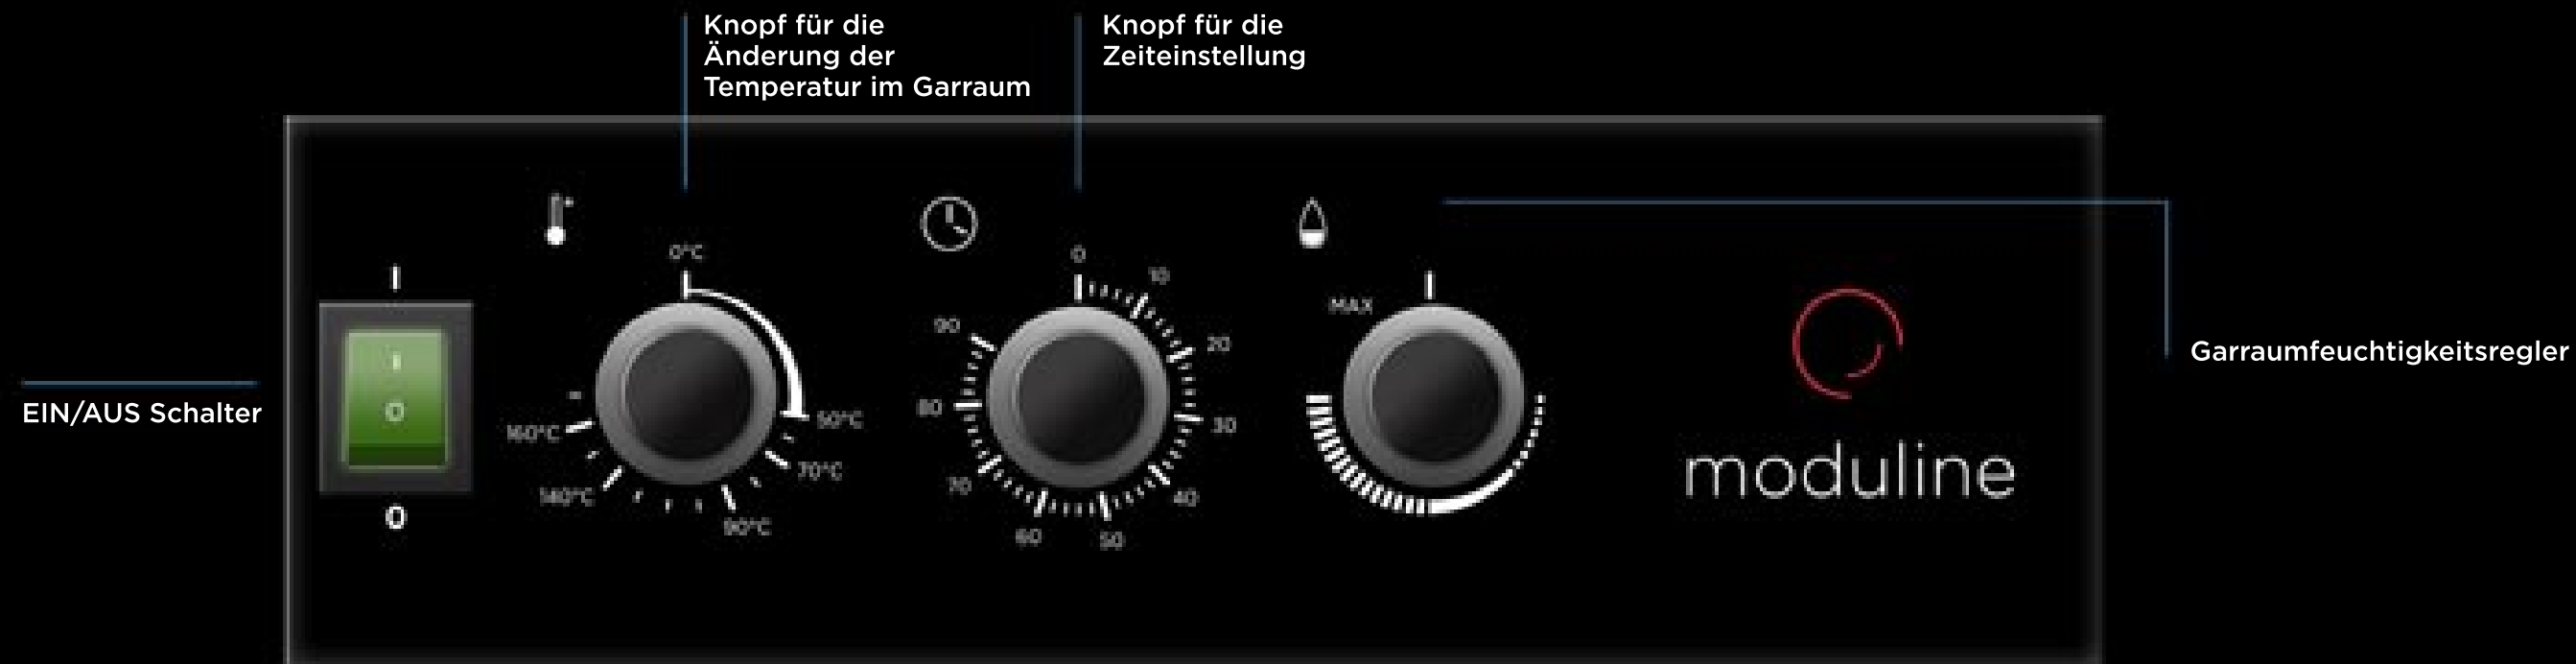 Knopf für die
Änderung der
Temperatur im Garraum
Knopf für die
Zeiteinstellung
EIN/AUS Schalter
I
I
O
O
0°C
50°C
70°C
90°C
140°C
160°C
0
10
20
30
40
50
60
70
80
90
MAX
moduline
Garraumfeuchtigkeitsregler